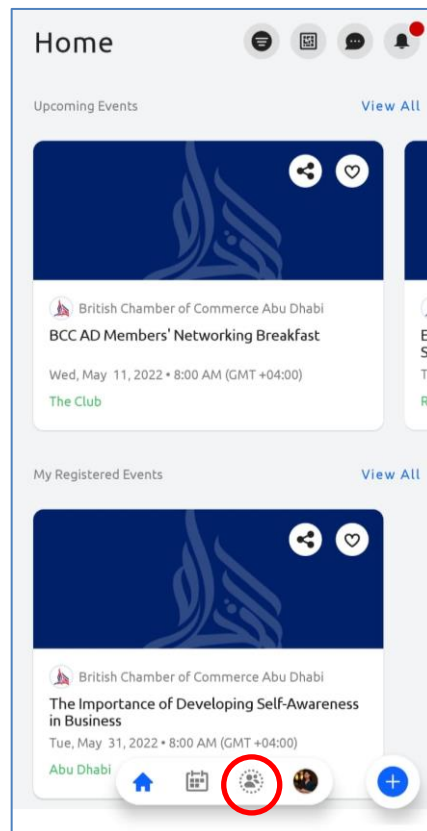 Home
Upcoming Events
View All
British Chamber of Commerce Abu Dhabi
BCC AD Members' Networking Breakfast
Wed, May 11, 2022 • 8:00 AM (GMT +04:00)
The Club
My Registered Events
View All
British Chamber of Commerce Abu Dhabi
The Importance of Developing Self-Awareness
in Business
Tue, May 31, 2022 • 8:00 AM (GMT +04:00)
Abu Dhabi